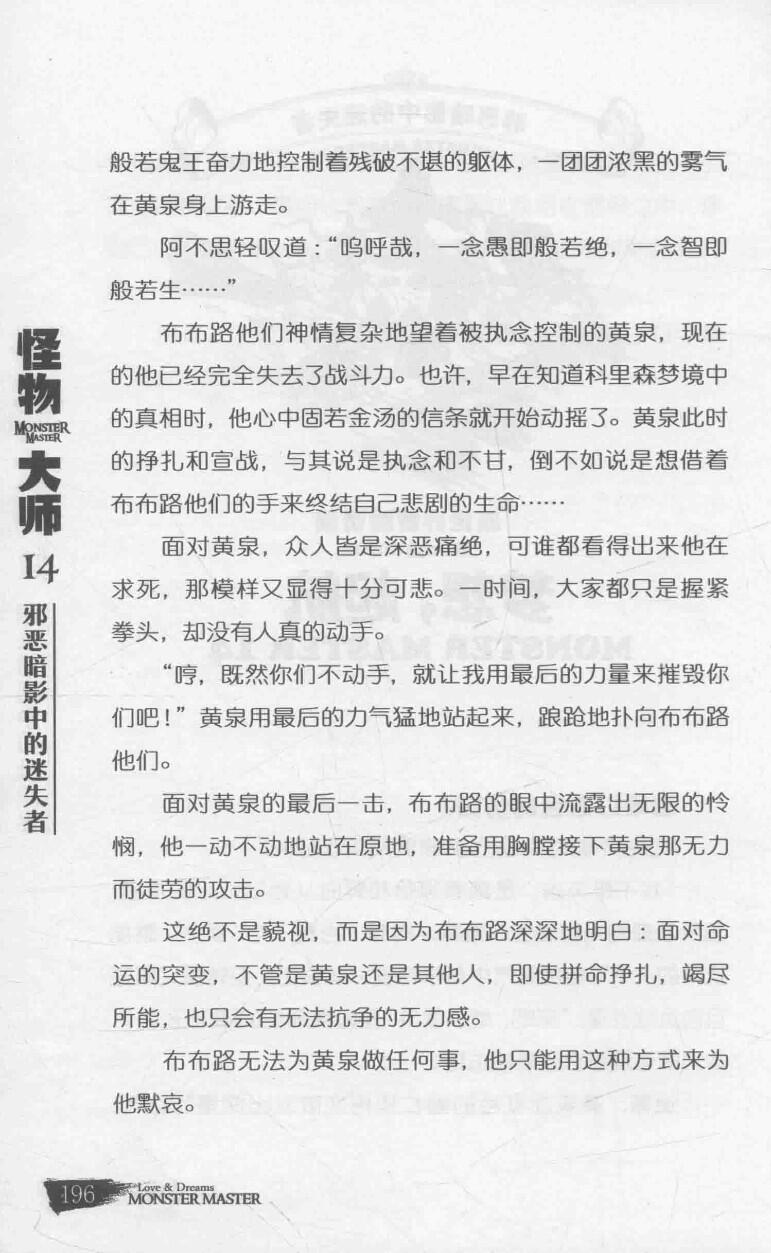 般若鬼王奋力地控制着残破不堪的躯体，一团团浓黑的雾气
在黄泉身上游走。
阿不思轻叹道：“呜呼哉，一念愚即般若绝，一念智即
般若生……”
布布路他们神情复杂地望着被执念控制的黄泉，现在
的他已经完全失去了战斗力。也许，早在知道科里森梦境中
的真相时，他心中固若金汤的信条就开始动摇了。黄泉此时
的挣扎和宣战，与其说是执念和不甘，倒不如说是想借着
布布路他们的手来终结自己悲剧的生命……
面对黄泉，众人皆是深恶痛绝，可谁都看得出来他在
求死，那模样又显得十分可悲。一时间，大家都只是握紧
拳头，却没有人真的动手。
“哼，既然你们不动手，就让我用最后的力量来摧毁你
们吧！”黄泉用最后的力气猛地站起来，踉跄地扑向布布路
他们。
面对黄泉的最后一击，布布路的眼中流露出无限的怜
悯，他一动不动地站在原地，准备用胸膛接下黄泉那无力
而徒劳的攻击。
这绝不是藐视，而是因为布布路深深地明白：面对命
运的突变，不管是黄泉还是其他人，即使拼命挣扎，竭尽
所能，也只会有无法抗争的无力感。
布布路无法为黄泉做任何事，他只能用这种方式来为
他默哀。
怪物
MONSTER
MASTER
大师
14
邪恶暗影中的迷失者
196
Love & Dreams
MONSTER MASTER